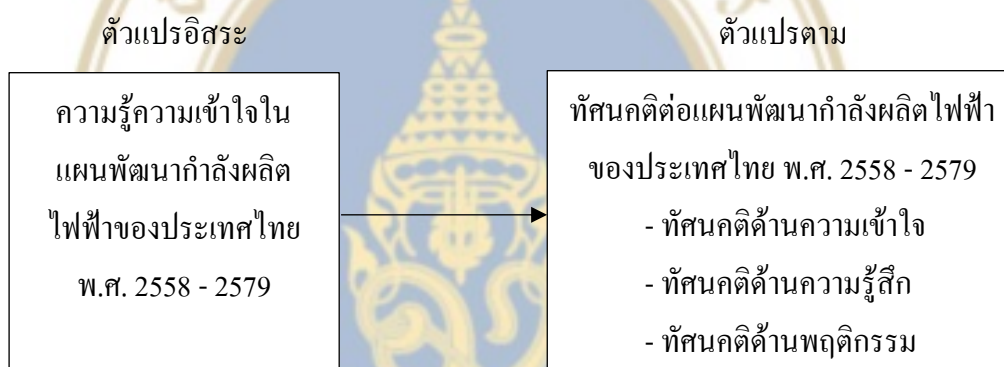 ตัวแปรอิสระ
ตัวแปรตาม
ความรู้ความเข้าใจใน
แผนพัฒนากำลังผลิต
ไฟฟ้าของประเทศไทย
พ.ศ. 2558 - 2579
ทัศนคติต่อแผนพัฒนากำลังผลิตไฟฟ้า
ของประเทศไทย พ.ศ. 2558 - 2579
- ทัศนคติด้านความเข้าใจ
- ทัศนคติด้านความรู้สึก
- ทัศนคติด้านพฤติกรรม